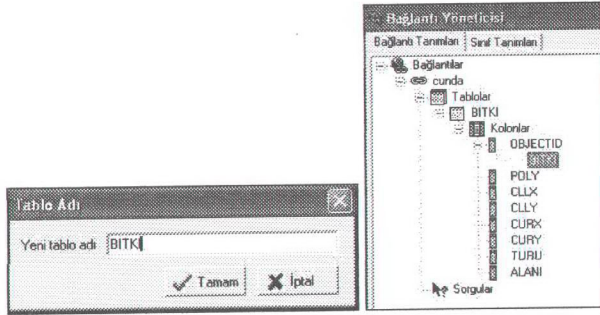 Tablo Adı
Yeni tablo adı BITKI
Tamam İptal
Bağlantı Yöneticisi
Bağlantı Tanımları Sınıf Tanımları
Bağlantılar
cunda
Tablolar
BITKI
Kolonlar
OBJECTID
BITKI
POLY
CLLX
CLLY
CURX
CURY
TURU
ALANI
Sorgular